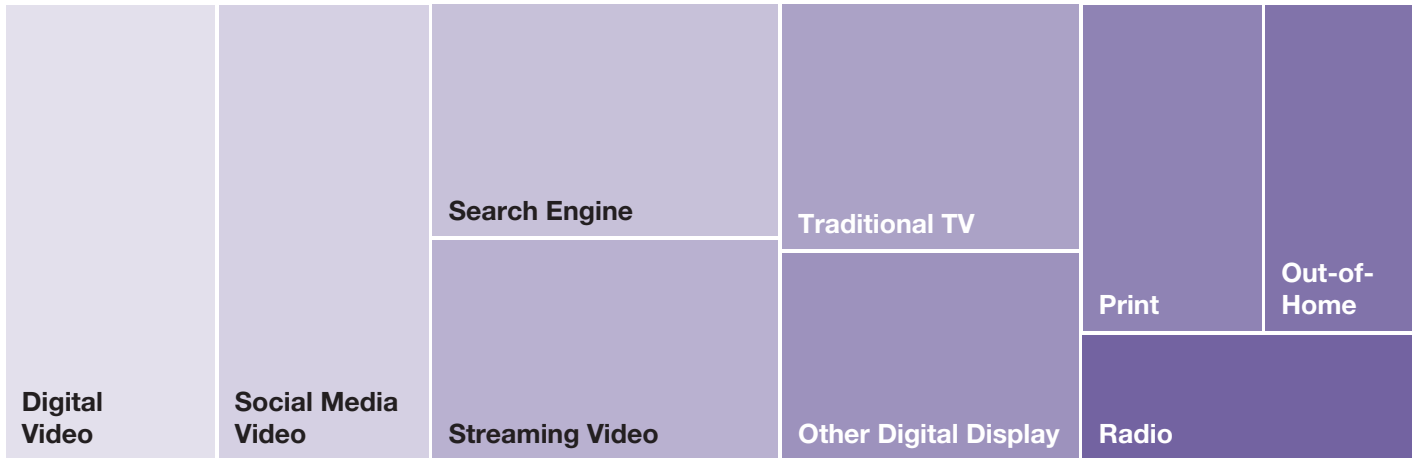 Digital
Video
Social Media
Video
Search Engine
Streaming Video
Traditional TV
Other Digital Display
Print
Out-of-
Home
Radio